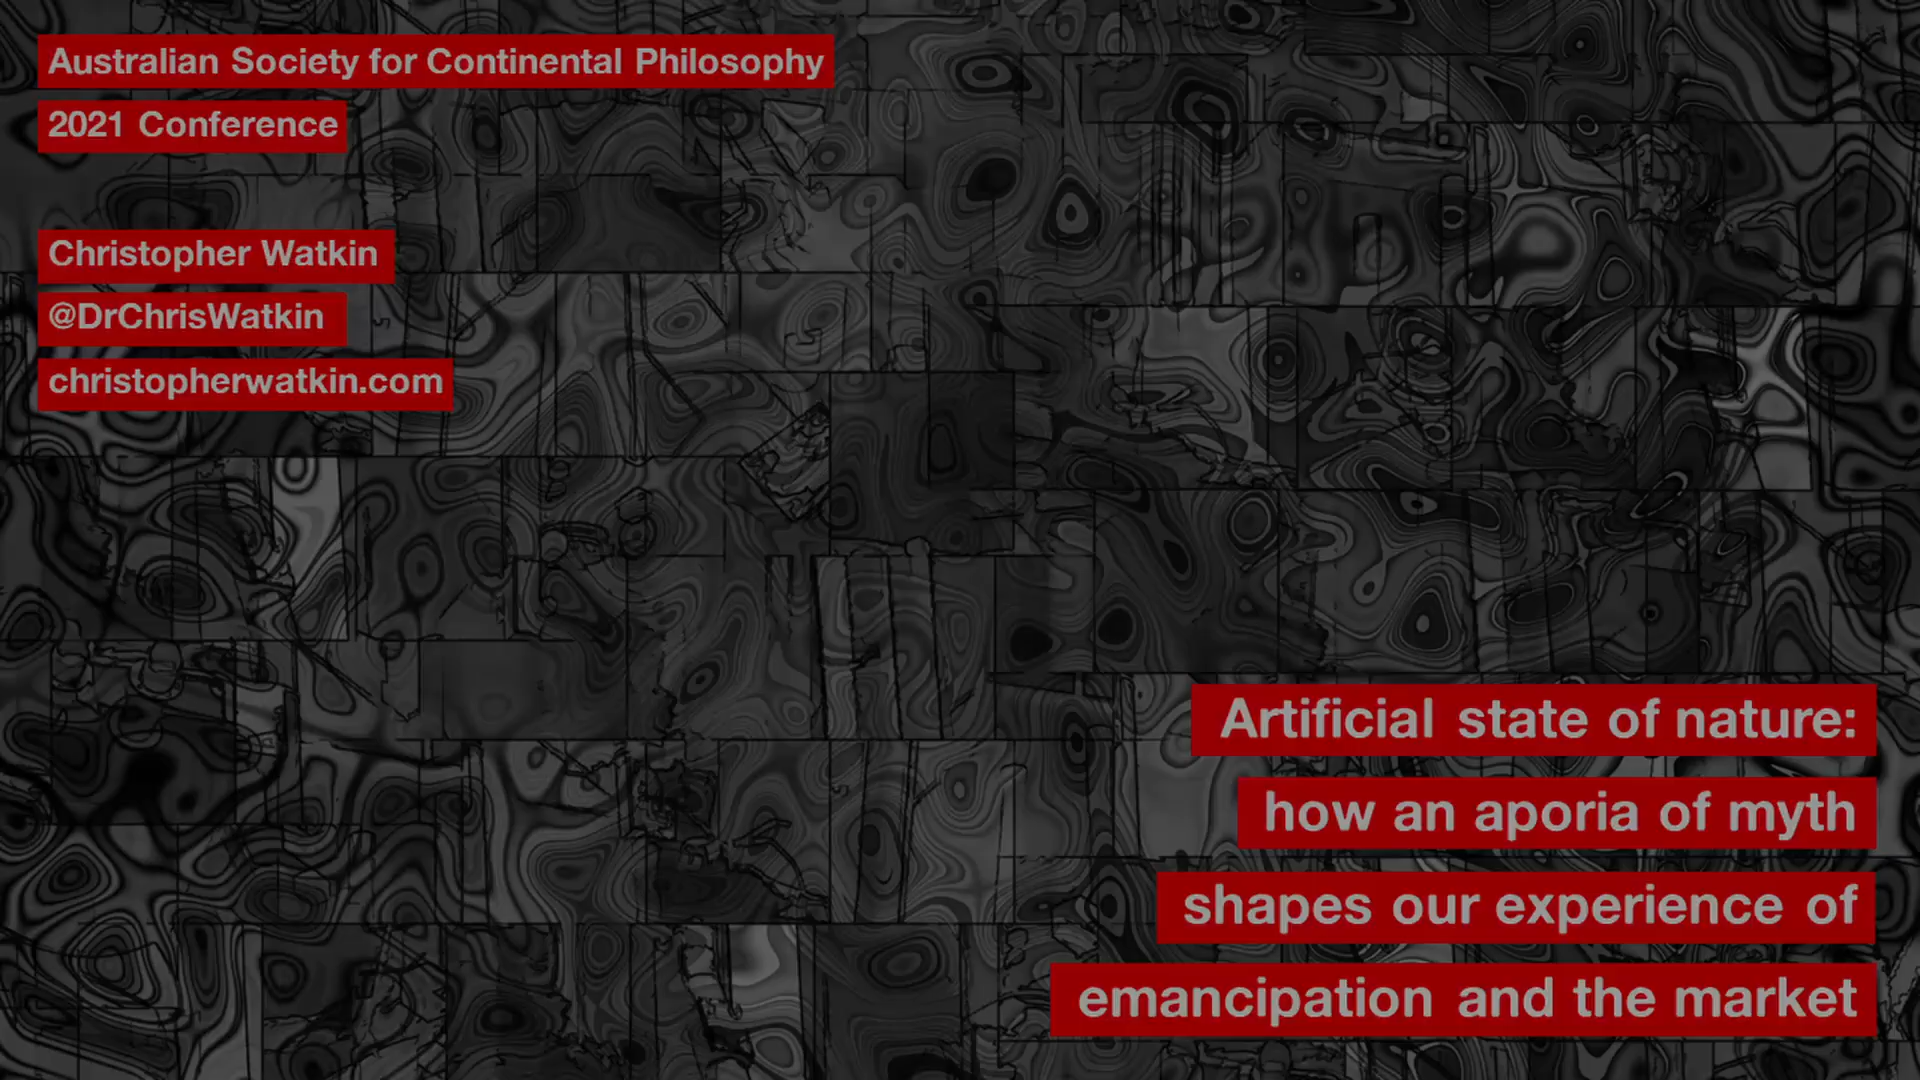 Australian Society for Continental Philosophy
2021 Conference
Christopher Watkin
@DrChrisWatkin
christopherwatkin.com
Artificial state of nature:
how an aporia of myth
shapes our experience of
emancipation and the market